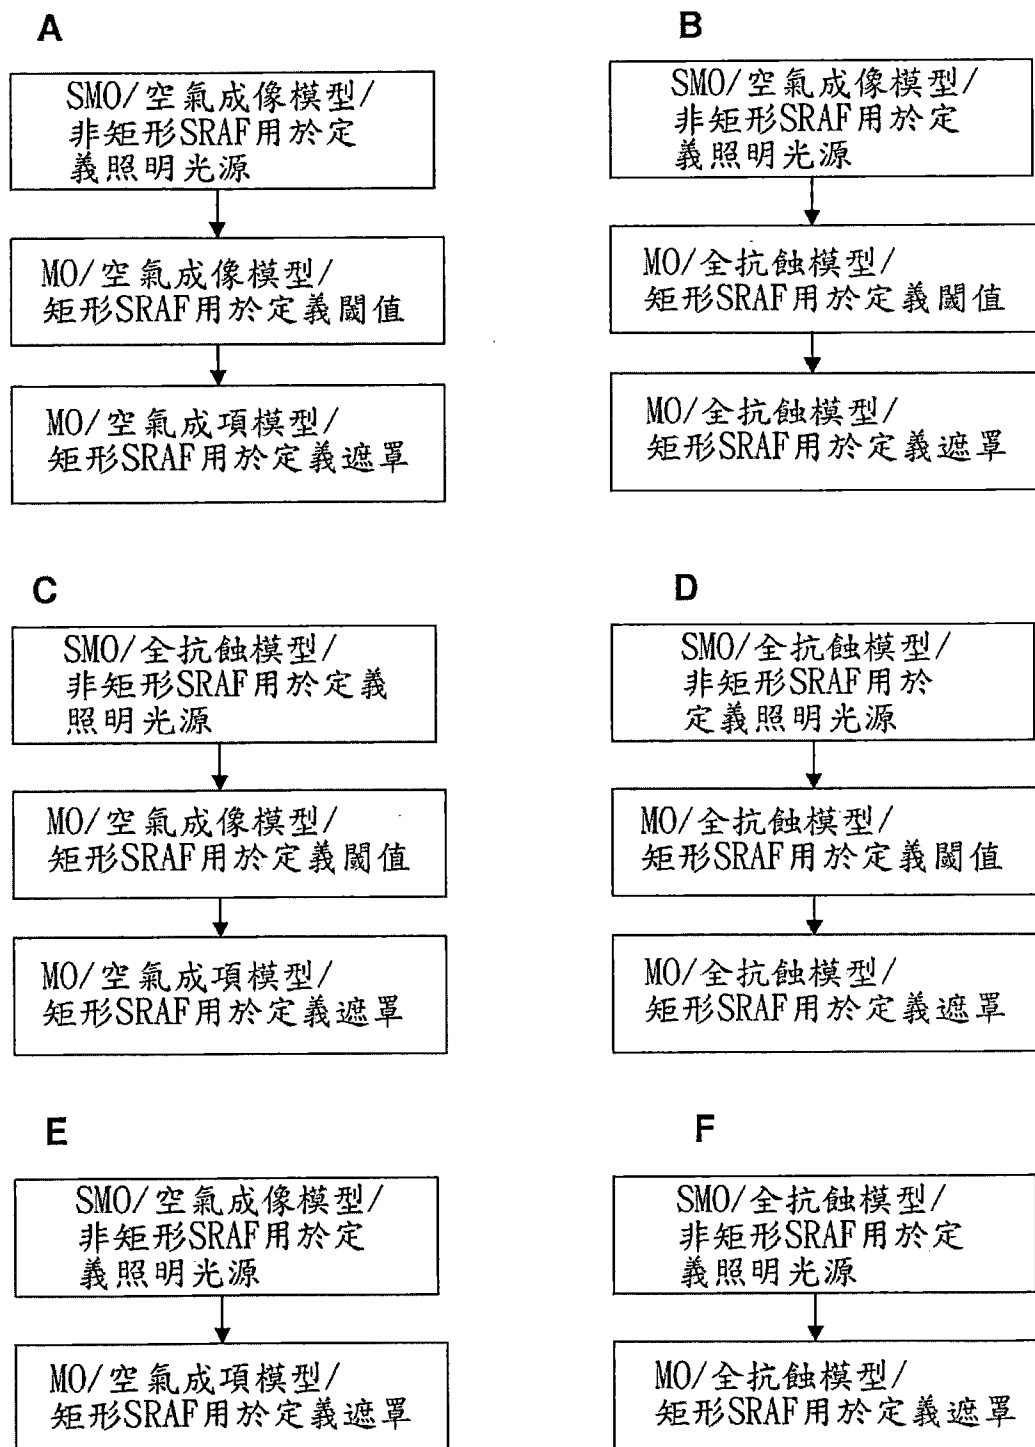 A
SMO/空氣成像模型/
非矩形SRAF用於定
義照明光源
MO/空氣成像模型/
矩形SRAF用於定義閾值
MO/空氣成項模型/
矩形SRAF用於定義遮罩
B
SMO/空氣成像模型/
非矩形SRAF用於定
義照明光源
MO/全抗蝕模型/
矩形SRAF用於定義閾值
MO/全抗蝕模型/
矩形SRAF用於定義遮罩
C
SMO/全抗蝕模型/
非矩形SRAF用於定義
照明光源
MO/空氣成像模型/
矩形SRAF用於定義閾值
MO/空氣成項模型/
矩形SRAF用於定義遮罩
D
SMO/全抗蝕模型/
非矩形SRAF用於
定義照明光源
MO/全抗蝕模型/
矩形SRAF用於定義閾值
MO/全抗蝕模型/
矩形SRAF用於定義遮罩
E
SMO/空氣成像模型/
非矩形SRAF用於定
義照明光源
MO/空氣成項模型/
矩形SRAF用於定義遮罩
F
SMO/全抗蝕模型/
非矩形SRAF用於定
義照明光源
MO/全抗蝕模型/
矩形SRAF用於定義遮罩